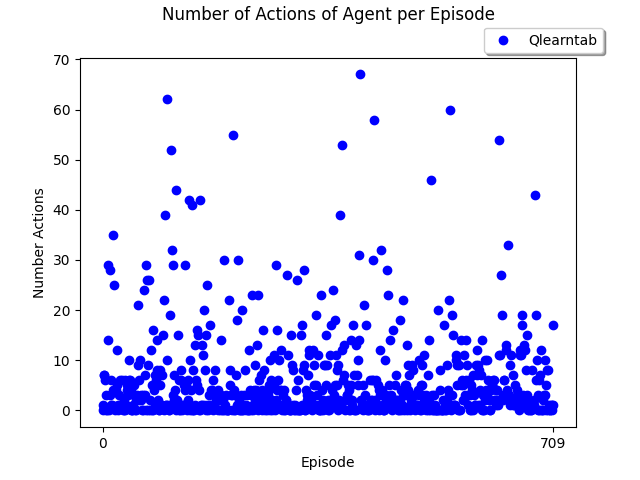 Number of Actions of Agent per Episode
Qlearntab
70
60
50
40
30
20
10
0
Number Actions
0 709
Episode